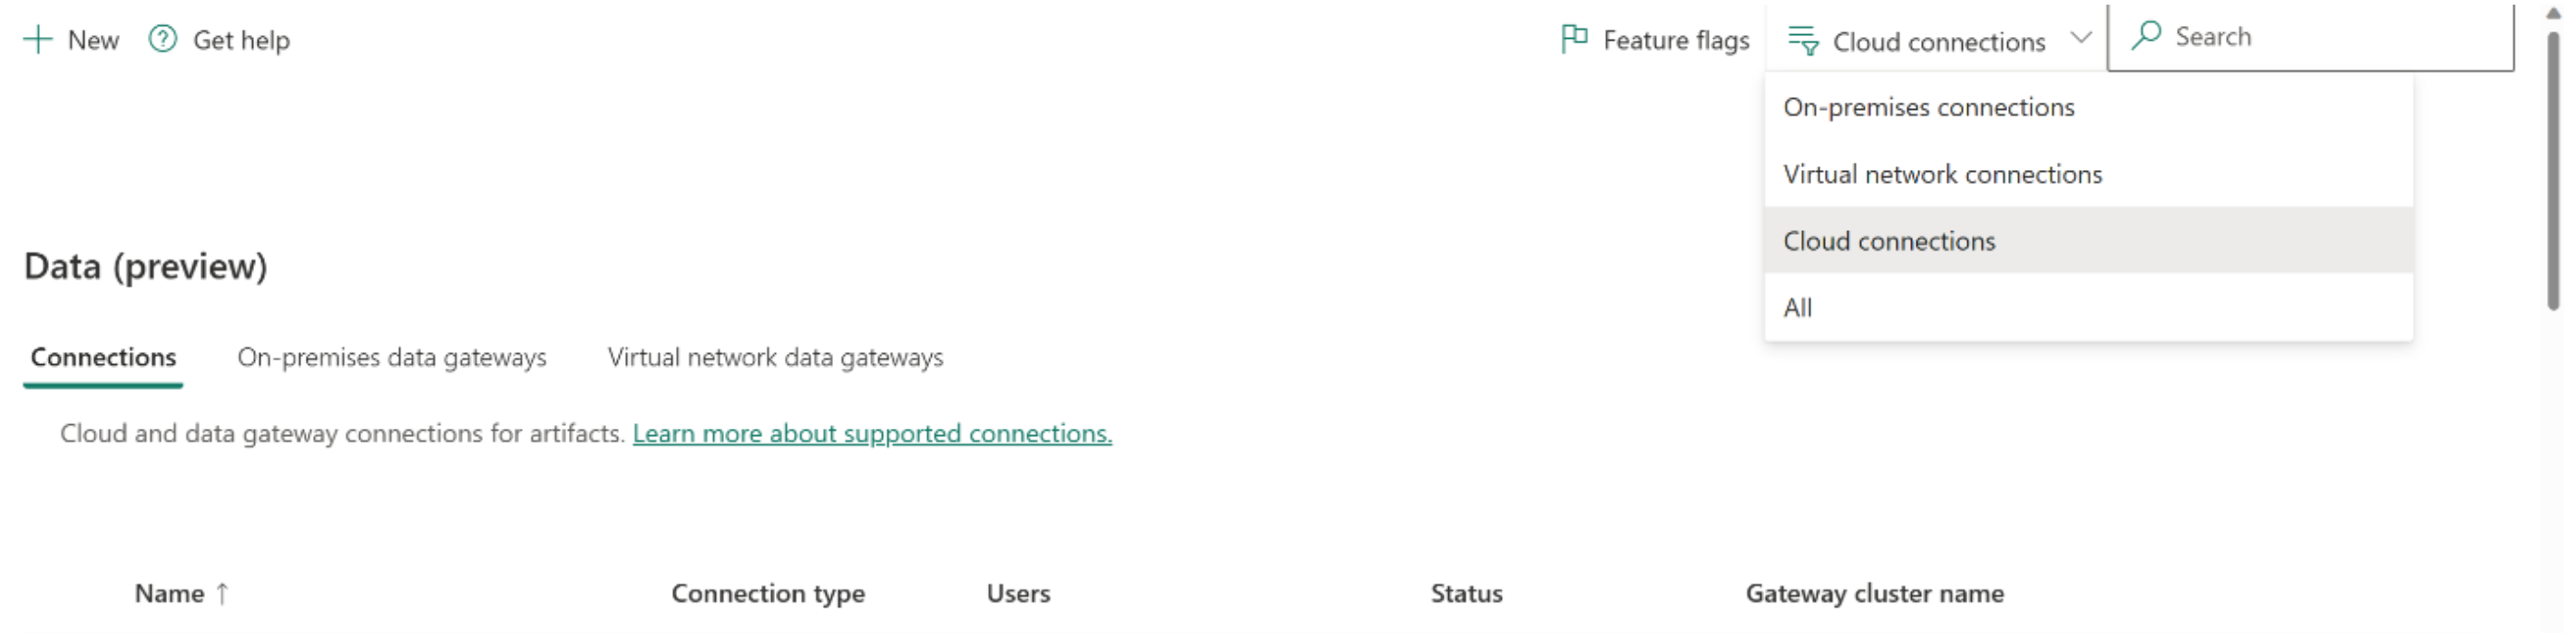 New Get help Feature flags Cloud connections Search
On-premises connections
Virtual network connections
Cloud connections
All
Data (preview)
Connections On-premises data gateways Virtual network data gateways
Cloud and data gateway connections for artifacts. Learn more about supported connections.
Name ↑ Connection type Users Status Gateway cluster name